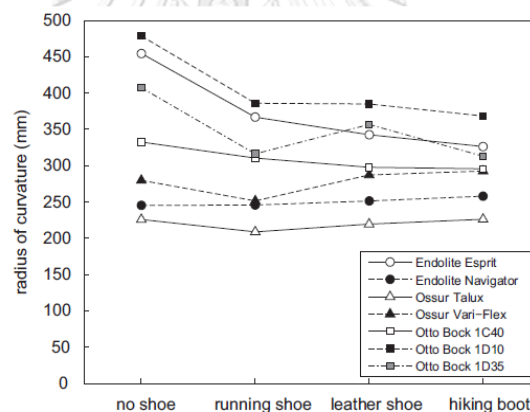 500
450
400
350
300
250
200
150
100
50
0
radius of curvature (mm)
no shoe running shoe leather shoe hiking boot
Endolite Esprit
Endolite Navigator
Ossur Talux
Ossur Vari-Flex
Otto Bock 1C40
Otto Bock 1D10
Otto Bock 1D35